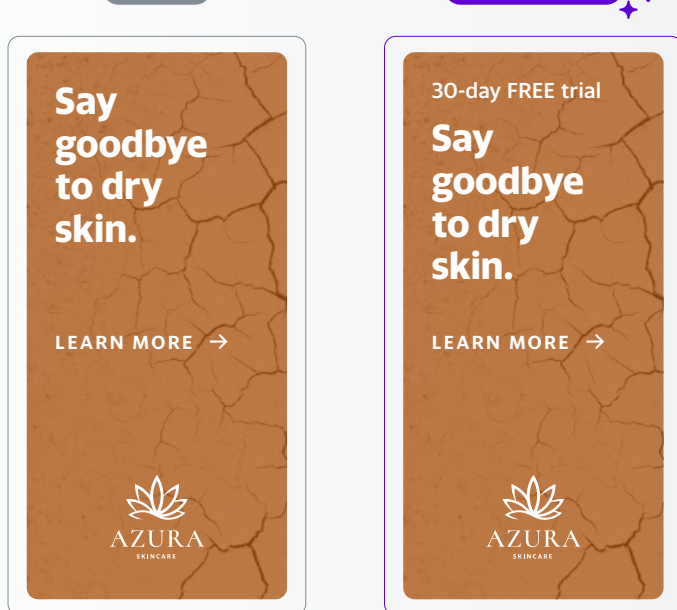 Say
goodbye
to dry
skin.
LEARN MORE →
AZURA
SKINCARE
30-day FREE trial
Say
goodbye
to dry
skin.
LEARN MORE →
AZURA
SKINCARE